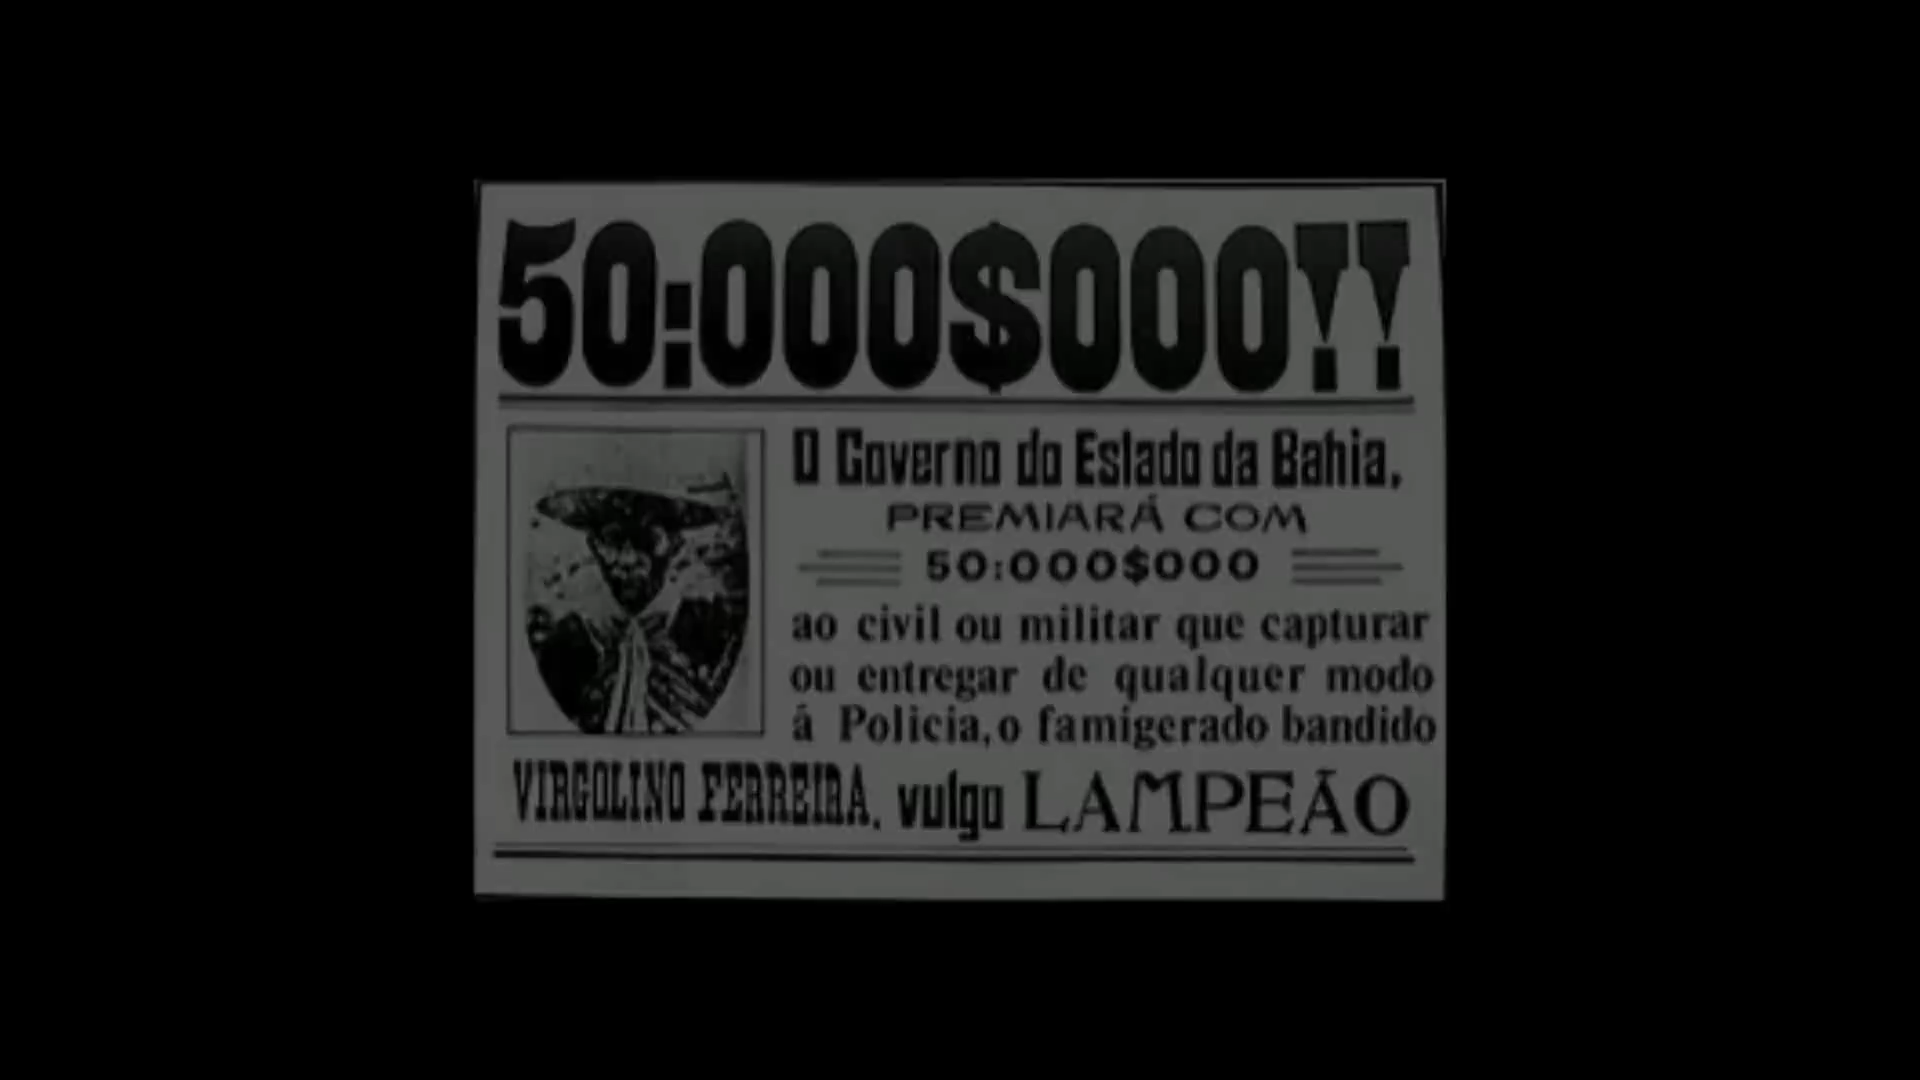 50:000$000!!
O Governo do Estado da Bahia,
PREMIARÁ COM
50:000$000
ao civil ou militar que capturar
ou entregar de qualquer modo
á Policia, o famigerado bandido
VIRGOLINO FERREIRA, vulgo LAMPEÃO